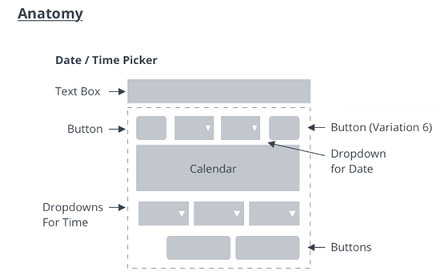 Anatomy
Date / Time Picker
Text Box
Button
Button (Variation 6)
Dropdown
for Date
Calendar
Dropdowns
For Time
Buttons